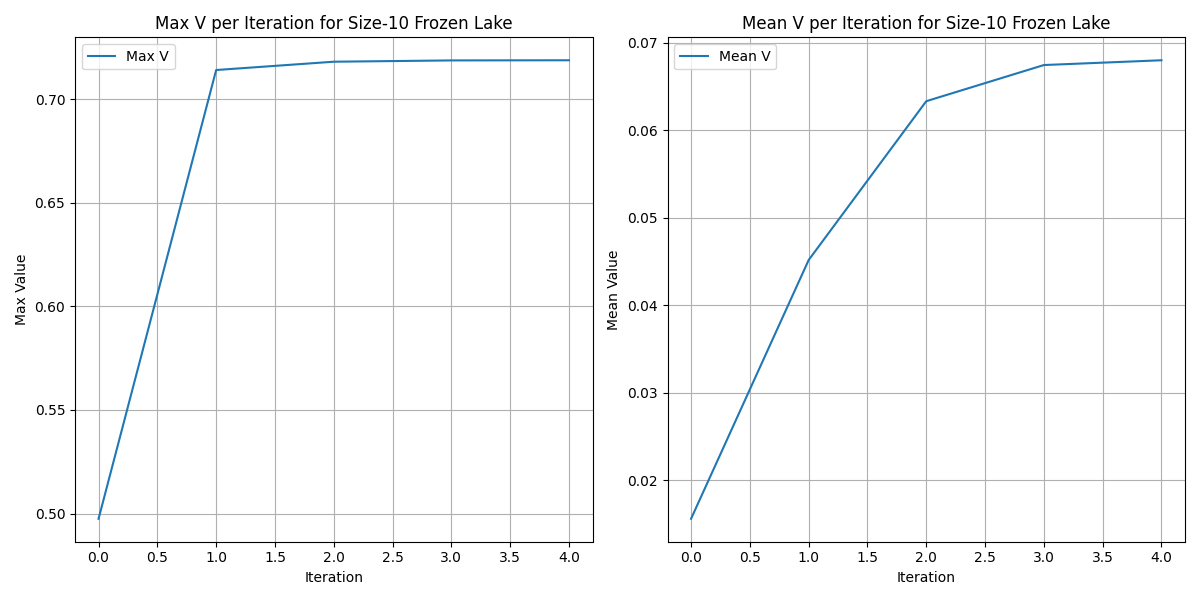 Max V per Iteration for Size-10 Frozen Lake
Max V
0.70
0.65
0.60
0.55
0.50
Max Value
0.0 0.5 1.0 1.5 2.0 2.5 3.0 3.5 4.0
Iteration
Mean V per Iteration for Size-10 Frozen Lake
Mean V
0.07
0.06
0.05
0.04
0.03
0.02
Mean Value
0.0 0.5 1.0 1.5 2.0 2.5 3.0 3.5 4.0
Iteration